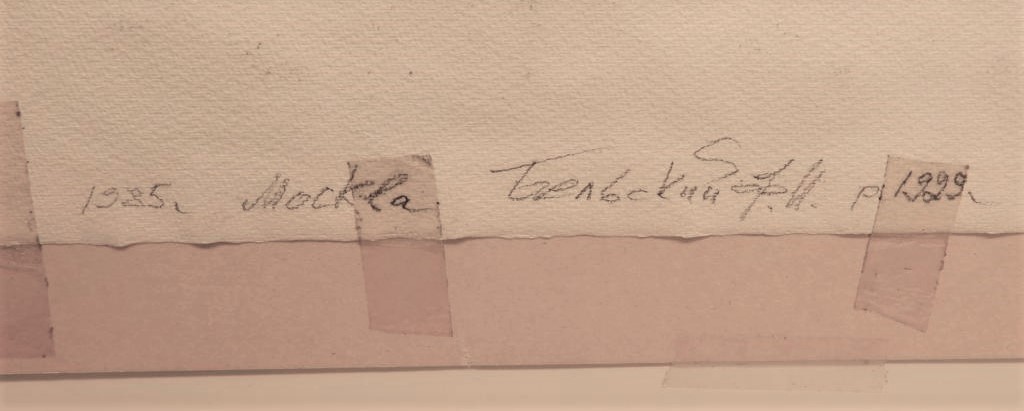 1985г. Москва. Бельский Ф.И. р. 1929г.